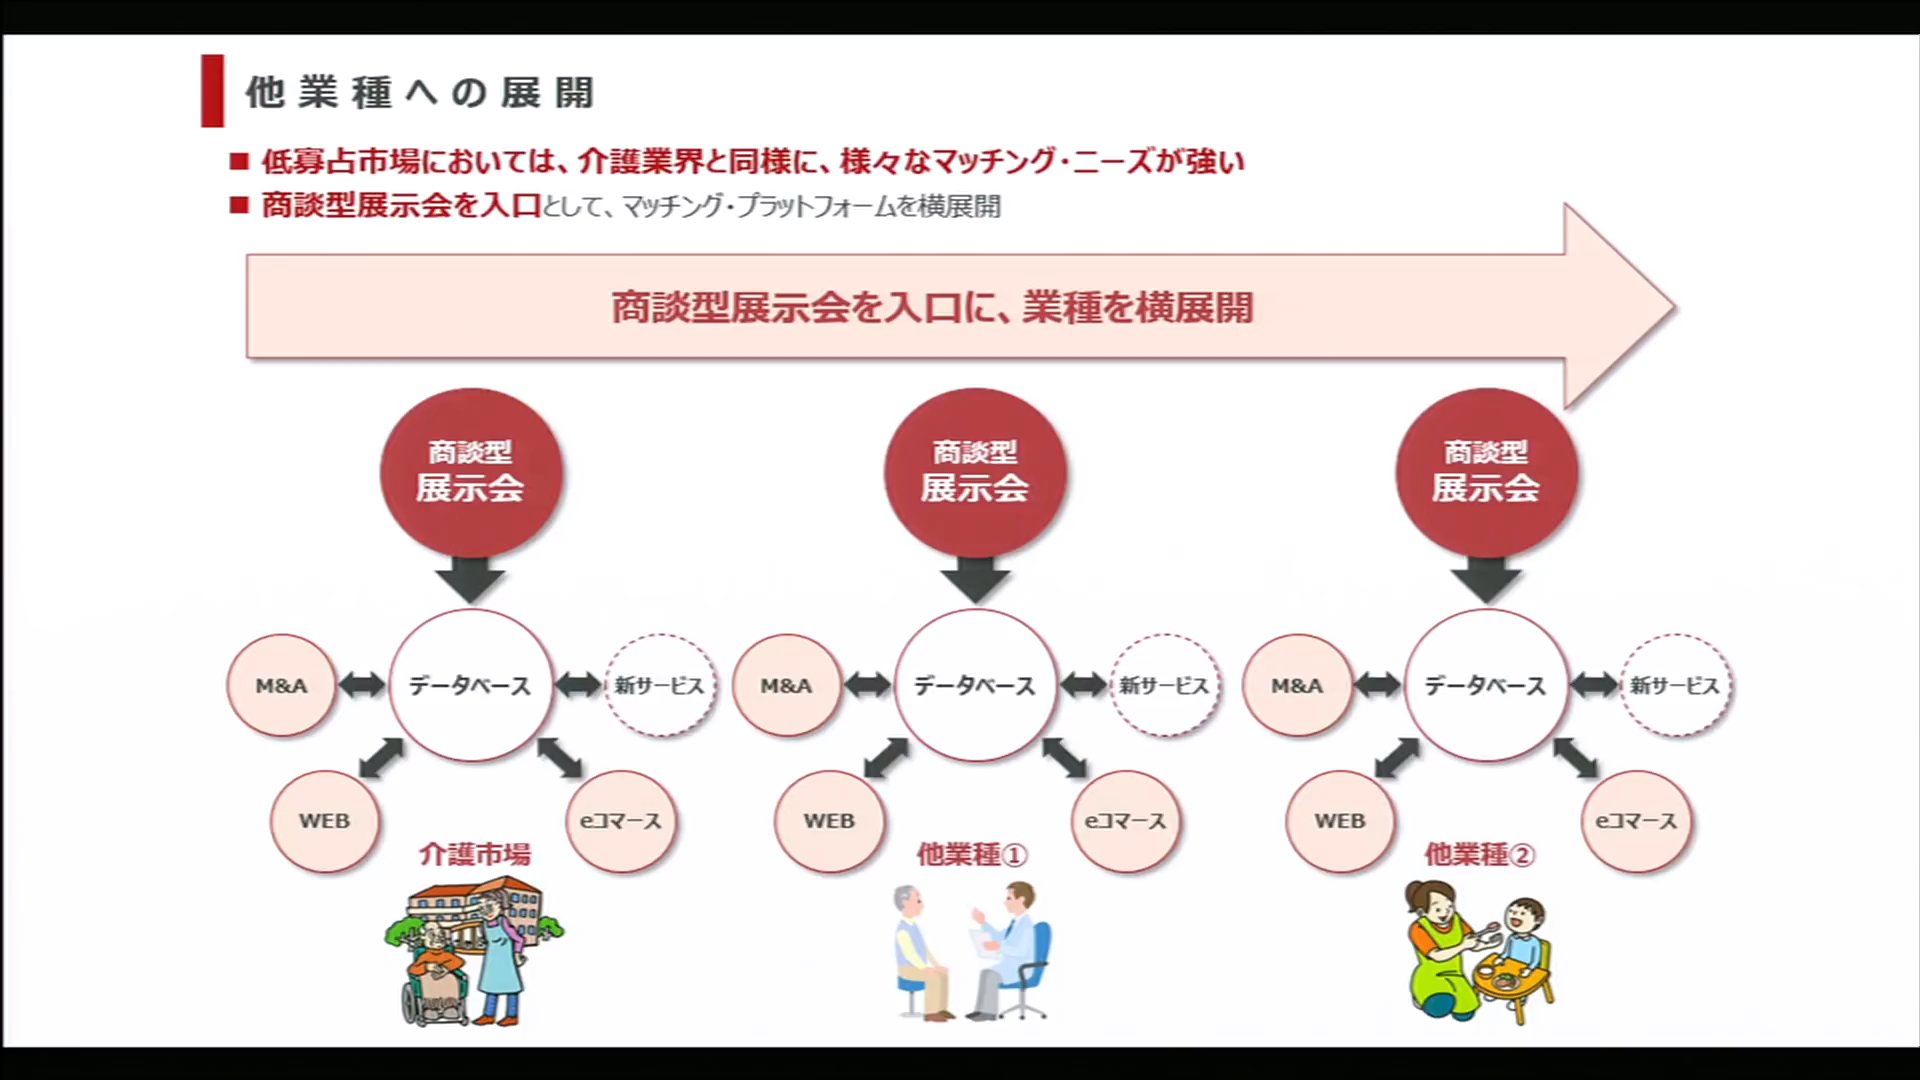 他業種への展開
■ 低寡占市場においては、介護業界と同様に、様々なマッチング・ニーズが強い
■ 商談型展示会を入口として、マッチング・プラットフォームを横展開
商談型展示会を入口に、業種を横展開
商談型
展示会
商談型
展示会
商談型
展示会
M&A
データベース
新サービス
M&A
データベース
新サービス
M&A
データベース
新サービス
WEB
eコマース
WEB
eコマース
WEB
eコマース
介護市場
他業種①
他業種②